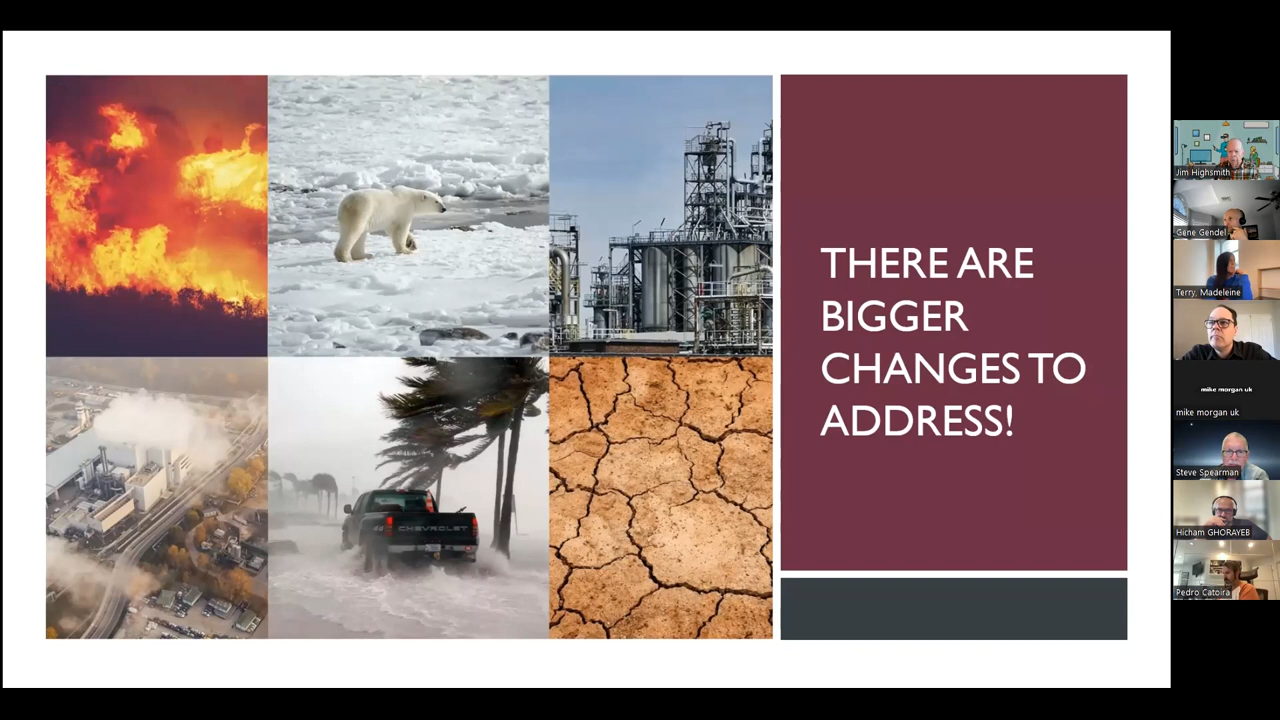 THERE ARE
BIGGER
CHANGES TO
ADDRESS!
CHEVROLET
Jim Highsmith
Gene Gendel
Terry, Madeleine
mike morgan uk
mike morgan uk
Steve Spearman
Hicham GHORAYEB
Pedro Catoira